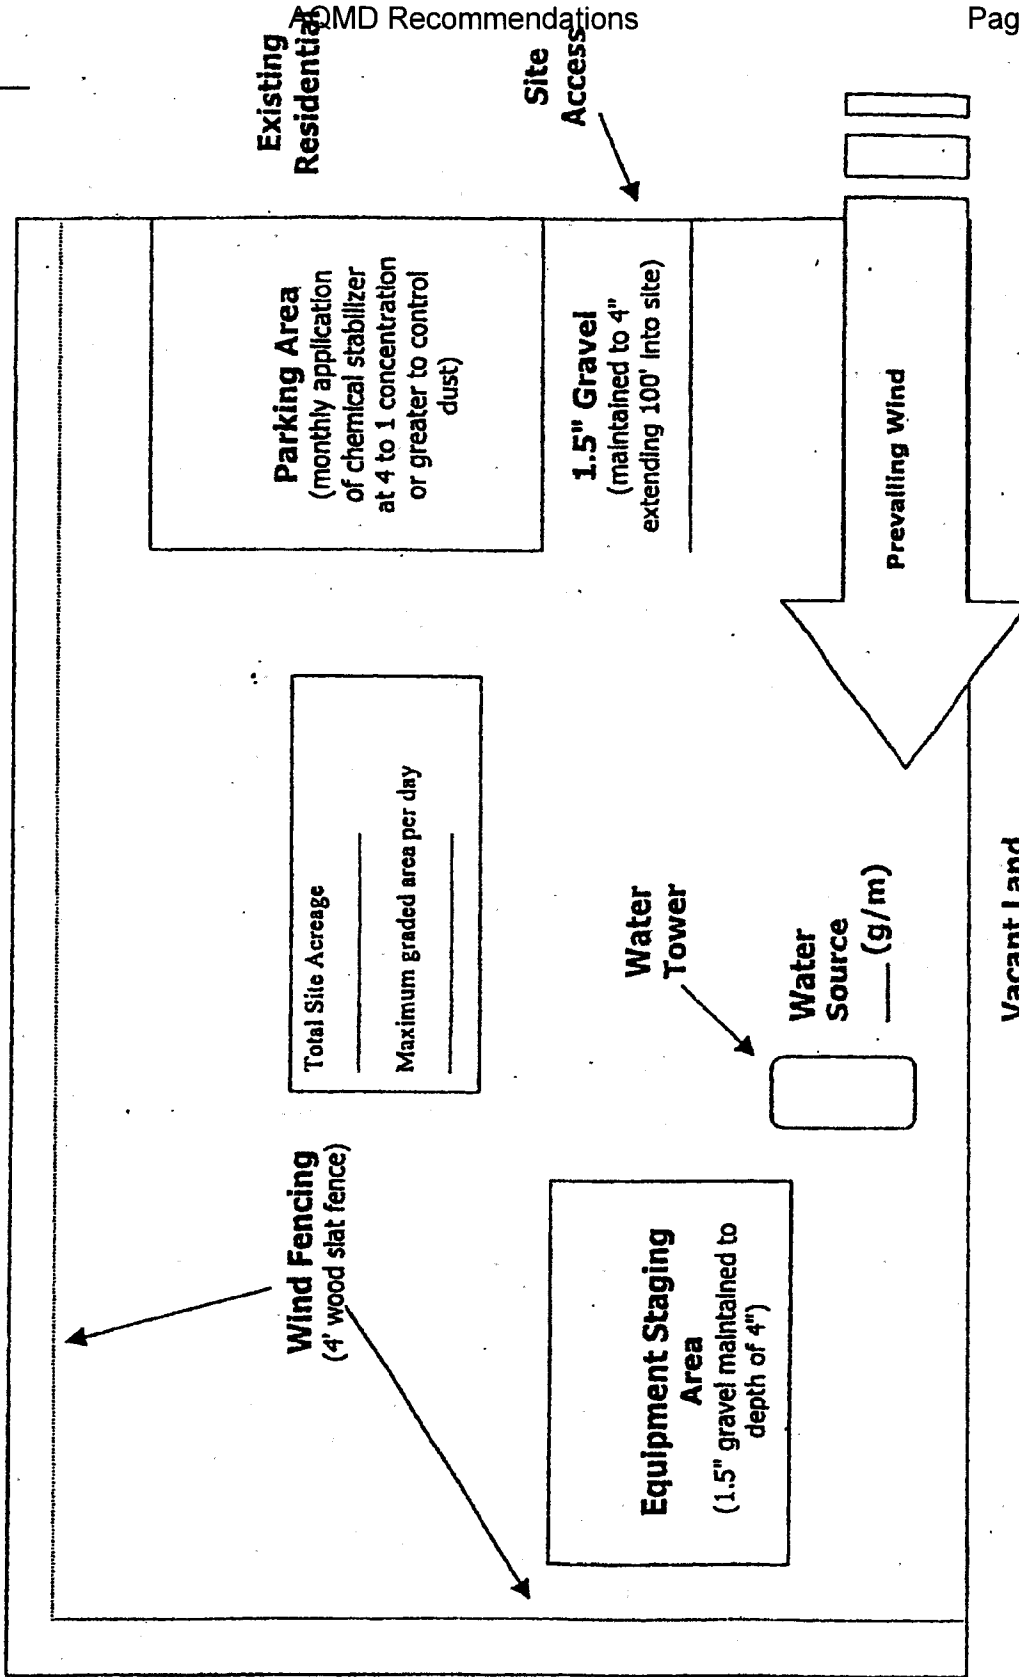 AQMD Recommendations
Pag
Existing
Residential
Site
Access
Parking Area
(monthly application
of chemical stabilizer
at 4 to 1 concentration
or greater to control
dust)
1.5" Gravel
(maintained to 4"
extending 100' into site)
Prevailing Wind
Total Site Acreage
Maximum graded area per day
Water
Tower
Water
Source
(g/m)
Vacant Land
Wind Fencing
(4' wood slat fence)
Equipment Staging
Area
(1.5" gravel maintained to
depth of 4")